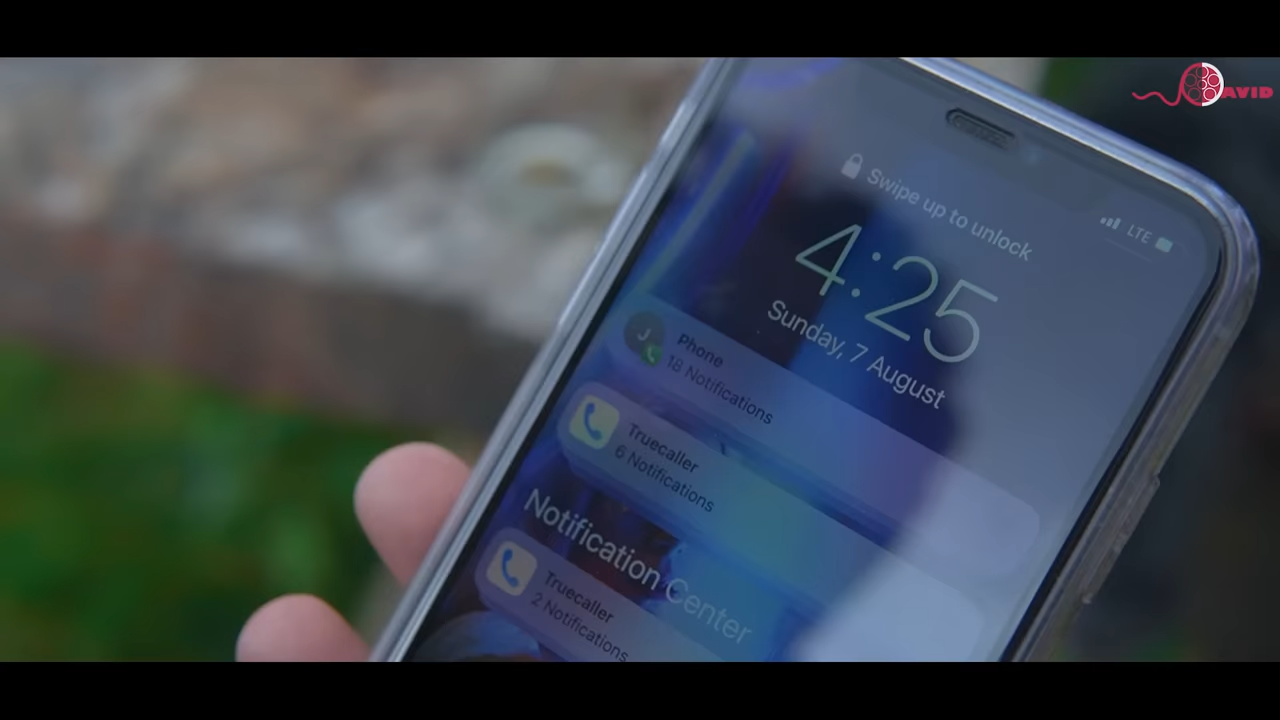 AVID
Swipe up to unlock
LTE
4:25
Sunday, 7 August
J
Phone
18 Notifications
Truecaller
6 Notifications
Notification Center
Truecaller
2 Notifications